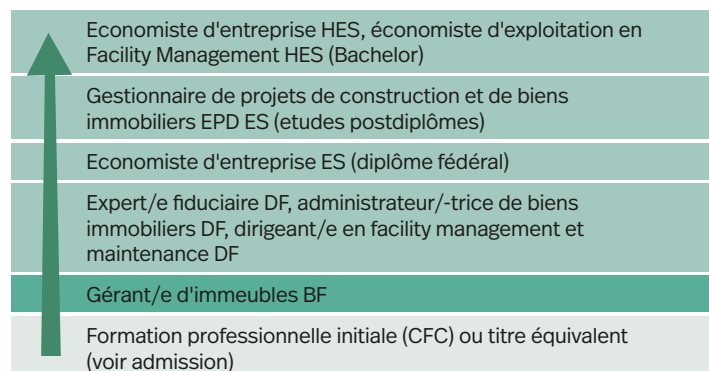 Economiste d'entreprise HES, économiste d'exploitation en
Facility Management HES (Bachelor)
Gestionnaire de projets de construction et de biens
immobiliers EPD ES (etudes postdiplômes)
Economiste d'entreprise ES (diplôme fédéral)
Expert/e fiduciaire DF, administrateur/-trice de biens
immobiliers DF, dirigeant/e en facility management et
maintenance DF
Gérant/e d'immeubles BF
Formation professionnelle initiale (CFC) ou titre équivalent
(voir admission)